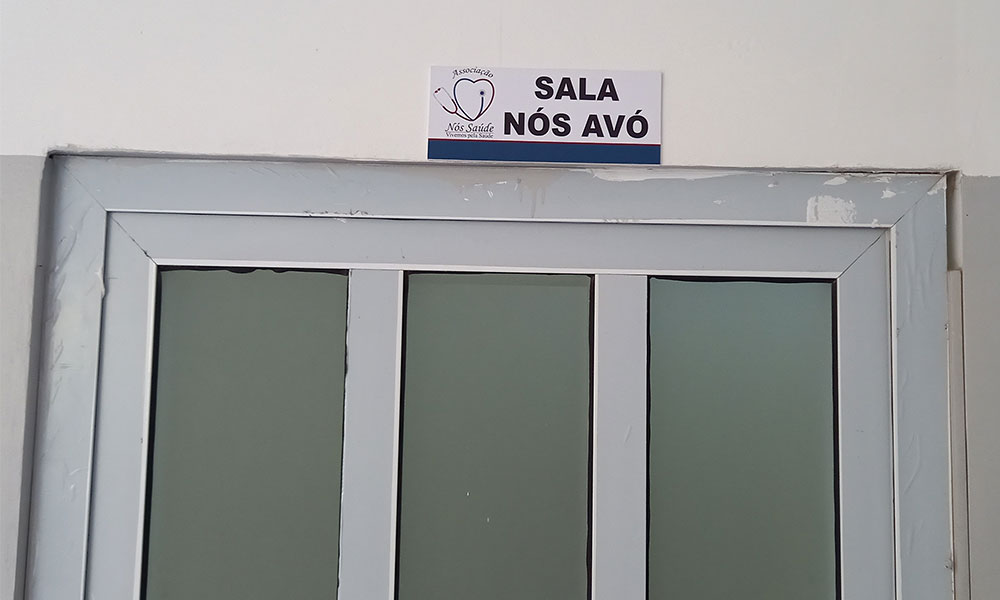 Associação
Nós Saúde
Vivemos pela Saúde
SALA
NÓS AVÓ